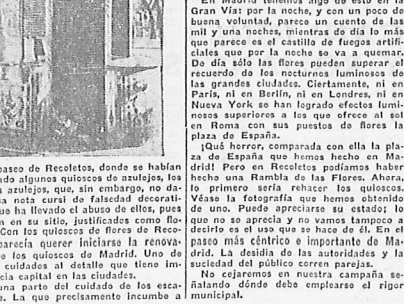 paseo de Recoletos, donde se habían
do algunos quioscos de azulejos, los
azulejos, que, sin embargo, no da-
sa nota cursi de falsedad decorati-
ue ha llevado el abuso de ellos, pues
n en su sitio, justificados como flo-
Con los quioscos de flores de Reco-
parecía querer iniciarse la renova-
e los quioscos de Madrid. Uno de
cuidados al detalle que tiene im-
cia capital en las ciudades.
una parte del cuidado de los esca-
s. La que precisamente incumbe a
En Madrid tenemos algo de esto en la
Gran Vía: por la noche, y con un poco de
buena voluntad, parece un cuento de las
mil y una noches, mientras de día lo más
que parece es el castillo de fuegos artifi-
ciales que por la noche se va a quemar.
De día sólo las flores pueden superar el
recuerdo de los nocturnos luminosos de
las grandes ciudades. Ciertamente, ni en
París, ni en Berlín, ni en Londres, ni en
Nueva York se han logrado efectos lumi-
nosos superiores a los que ofrece al sol
en Roma con sus puestos de flores la
plaza de España.
¡Qué horror, comparada con ella la pla-
za de España que hemos hecho en Ma-
drid! Pero en Recoletos podíamos haber
hecho una Rambla de las Flores. Ahora,
lo primero sería rehacer los quioscos.
Véase la fotografía que hemos obtenido
de uno. Puede apreciarse su estado; lo
que no se aprecia y no vamos tampoco a
decirlo es el uso que se hace de él. En el
paseo más céntrico e importante de Ma-
drid. La desidia de las autoridades y la
suciedad del público corren parejas.
No cejaremos en nuestra campaña se-
ñalando dónde debe emplearse el rigor
municipal.